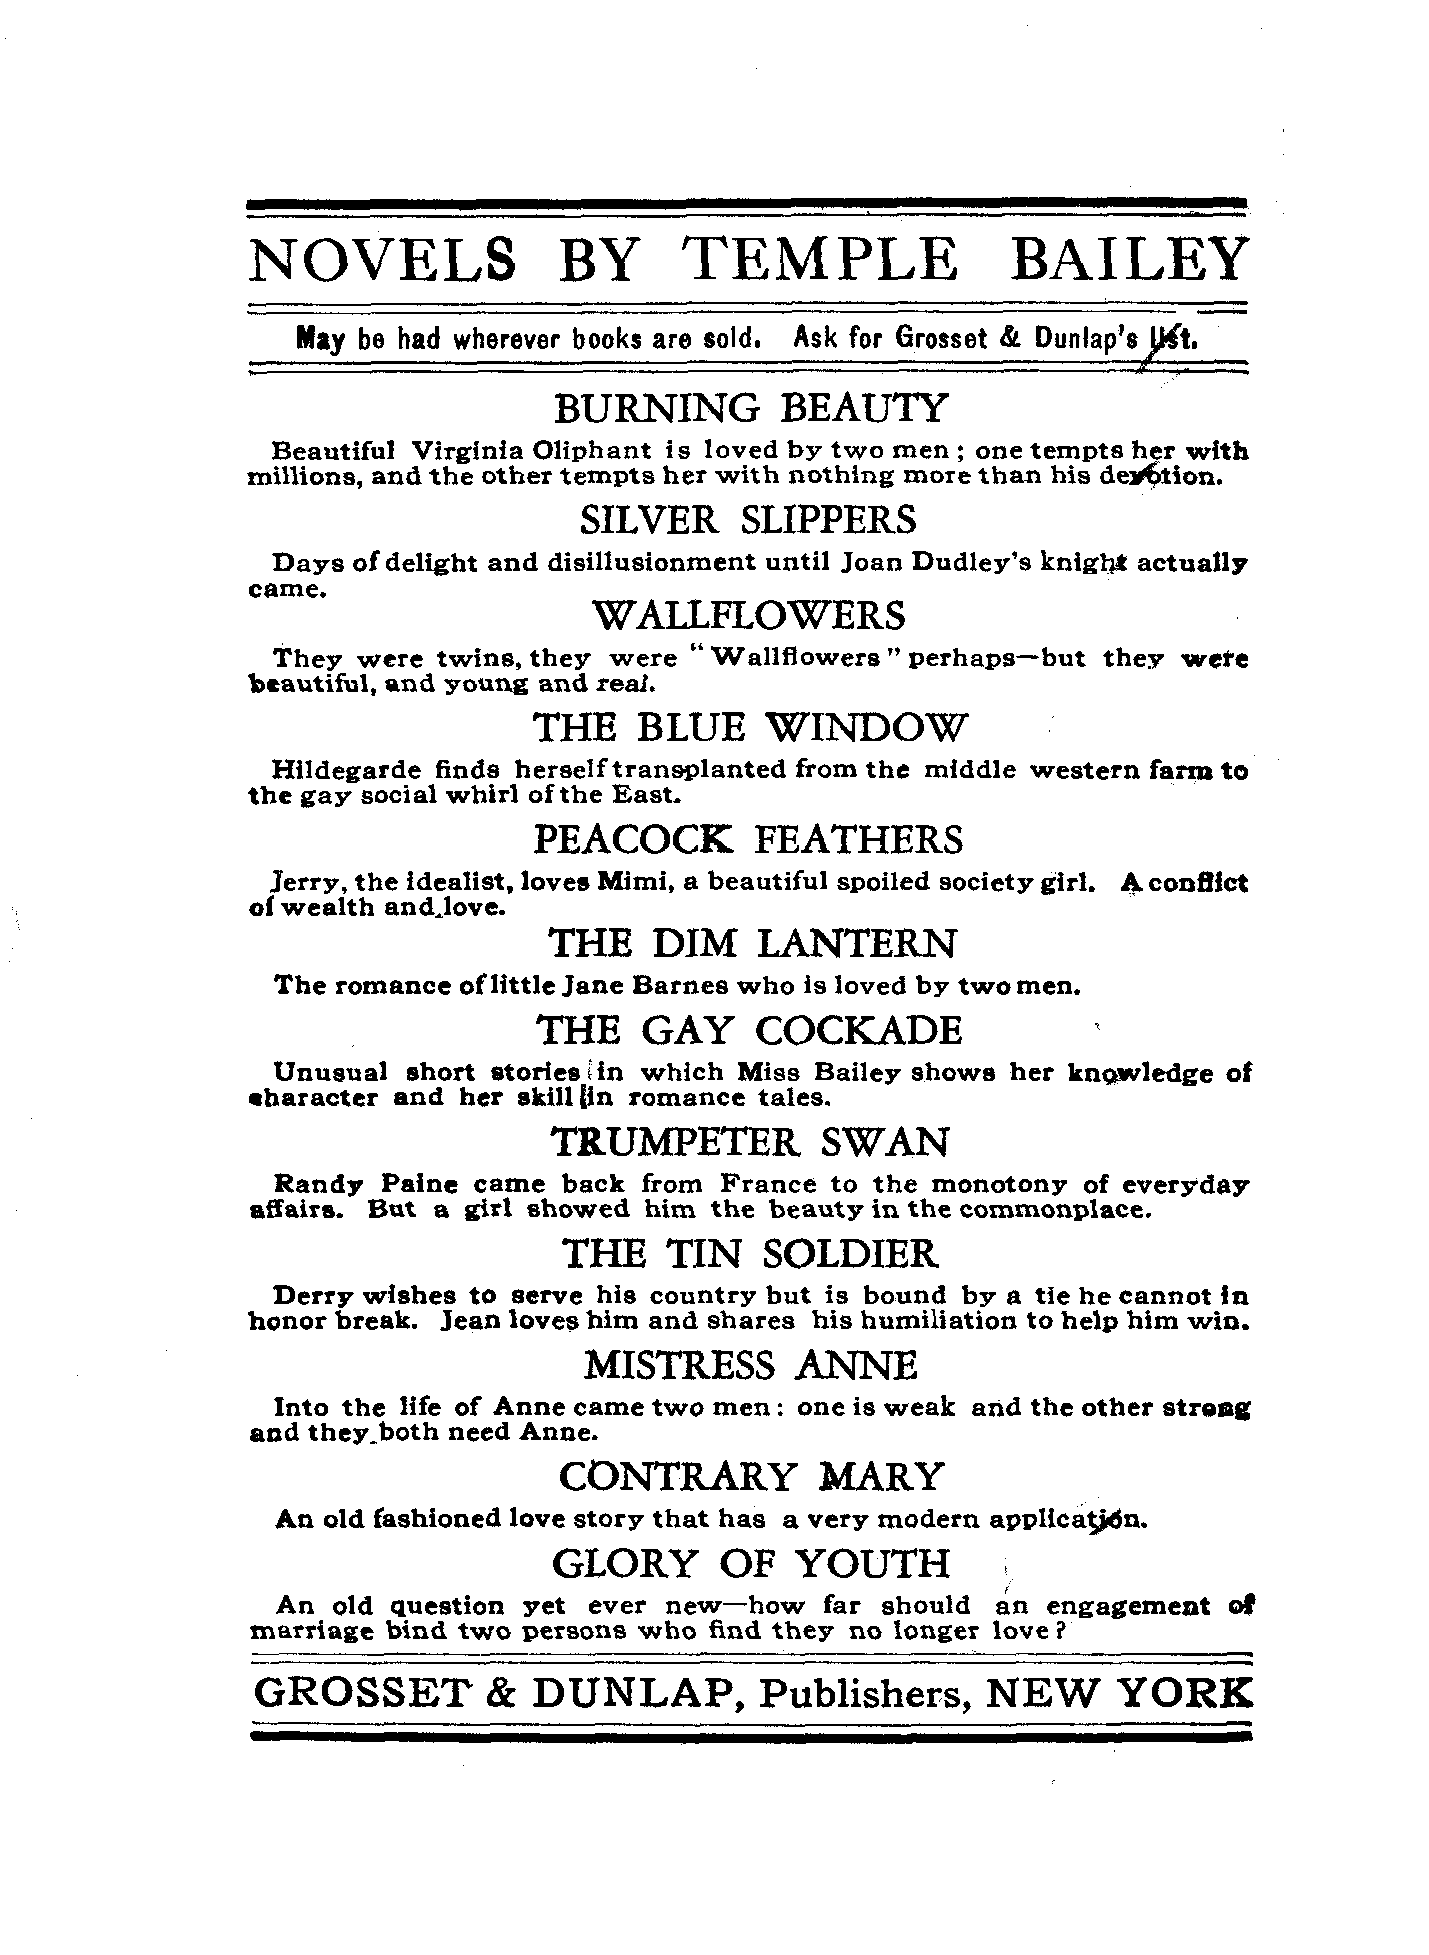 NOVELS BY TEMPLE BAILEY
May be had wherever books are sold. Ask for Grosset & Dunlap's List.
BURNING BEAUTY
Beautiful Virginia Oliphant is loved by two men; one tempts her with
millions, and the other tempts her with nothing more than his devotion.
SILVER SLIPPERS
Days of delight and disillusionment until Joan Dudley's knight actually
came.
WALLFLOWERS
They were twins, they were "Wallflowers" perhaps—but they were
beautiful, and young and real.
THE BLUE WINDOW
Hildegarde finds herself transplanted from the middle western farm to
the gay social whirl of the East.
PEACOCK FEATHERS
Jerry, the idealist, loves Mimi, a beautiful spoiled society girl. A conflict
of wealth and love.
THE DIM LANTERN
The romance of little Jane Barnes who is loved by two men.
THE GAY COCKADE
Unusual short stories in which Miss Bailey shows her knowledge of
character and her skill in romance tales.
TRUMPETER SWAN
Randy Paine came back from France to the monotony of everyday
affairs. But a girl showed him the beauty in the commonplace.
THE TIN SOLDIER
Derry wishes to serve his country but is bound by a tie he cannot in
honor break. Jean loves him and shares his humiliation to help him win.
MISTRESS ANNE
Into the life of Anne came two men: one is weak and the other strong
and they both need Anne.
CONTRARY MARY
An old fashioned love story that has a very modern application.
GLORY OF YOUTH
An old question yet ever new—how far should an engagement of
marriage bind two persons who find they no longer love?
GROSSET & DUNLAP, Publishers, NEW YORK